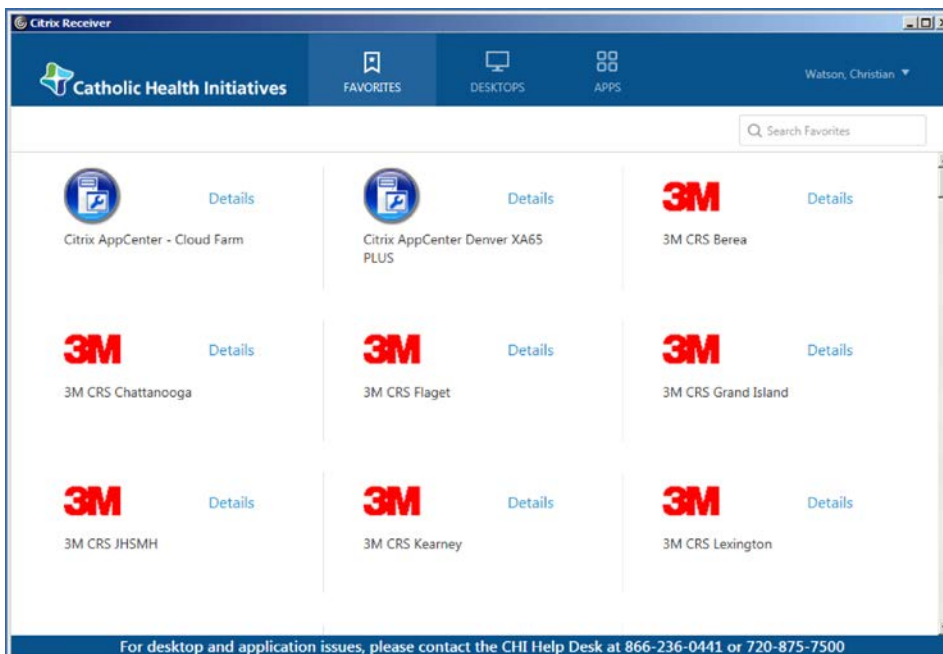 Citrix Receiver
Catholic Health Initiatives
FAVORITES
DESKTOPS
APPS
Watson, Christian
Search Favorites
Details
Citrix AppCenter - Cloud Farm
Details
Citrix AppCenter Denver XA65
PLUS
3M
Details
3M CRS Berea
3M
Details
3M CRS Chattanooga
3M
Details
3M CRS Flaget
3M
Details
3M CRS Grand Island
3M
Details
3M CRS JHSMH
3M
Details
3M CRS Kearney
3M
Details
3M CRS Lexington
For desktop and application issues, please contact the CHI Help Desk at 866-236-0441 or 720-875-7500